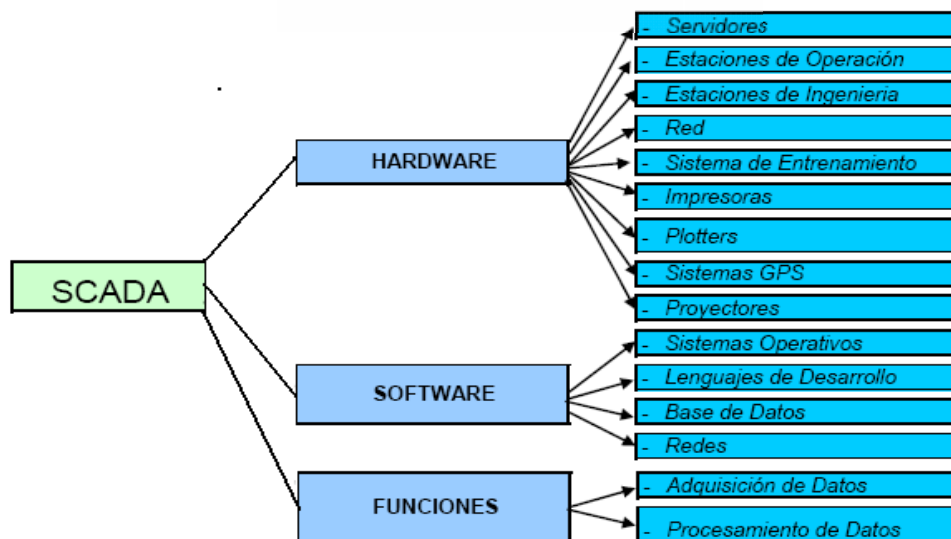 - Servidores
- Estaciones de Operación
- Estaciones de Ingenieria
- Red
HARDWARE
- Sistema de Entrenamiento
- Impresoras
- Plotters
- Sistemas GPS
SCADA
- Proyectores
- Sistemas Operativos
- Lenguajes de Desarrollo
SOFTWARE
- Base de Datos
- Redes
- Adquisición de Datos
FUNCIONES
- Procesamiento de Datos